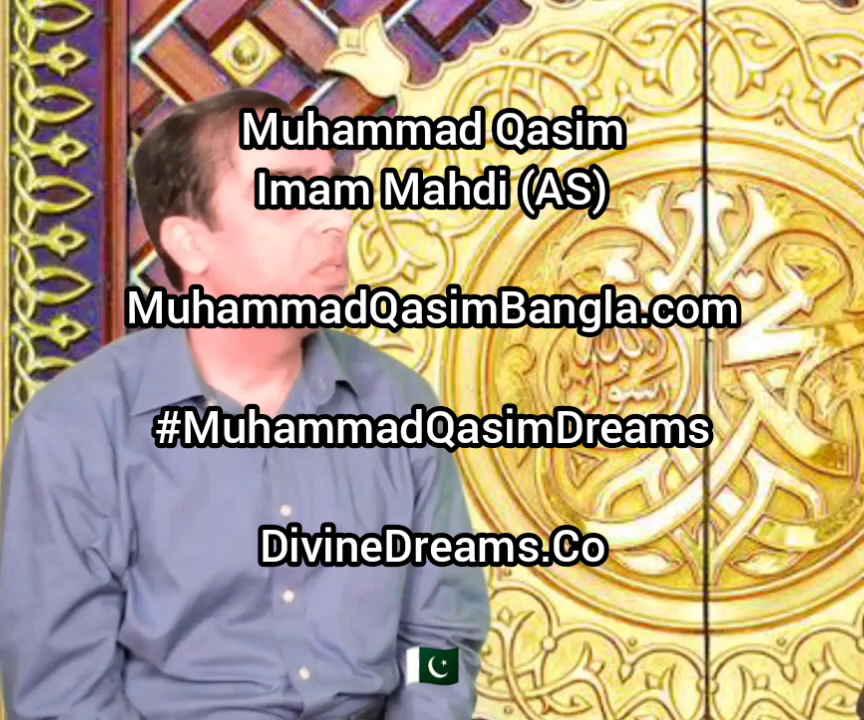 Muhammad Qasim
Imam Mahdi (AS)
MuhammadQasimBangla.com
#MuhammadQasimDreams
DivineDreams.Co